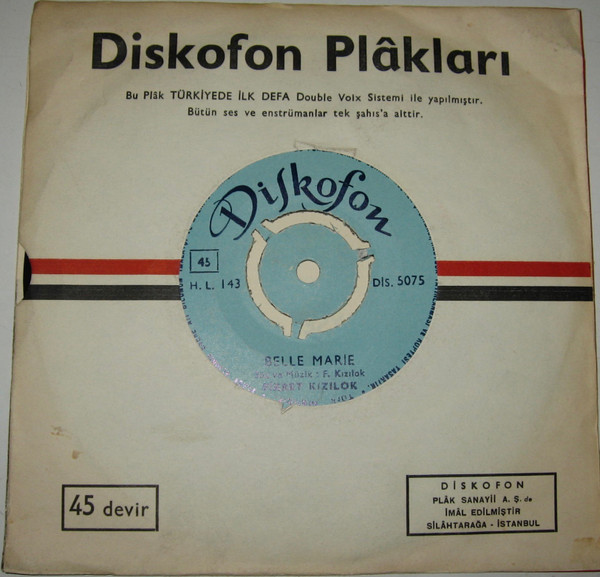 Diskofon Plâkları
Bu Plâk TÜRKİYEDE İLK DEFA Double Voix Sistemi ile yapılmıştır.
Bütün ses ve enstrümanlar tek şahıs'a aittir.
Diskofon
45
H. L. 143
DİS. 5075
BELLE MARIE
Müzik : F. Kızılok
FİKRET KIZILOK
45 devir
DİSKOFON
PLÂK SANAYİİ A. Ş. de
İMÂL EDİLMİŞTİR
SİLÂHTARAĞA - İSTANBUL